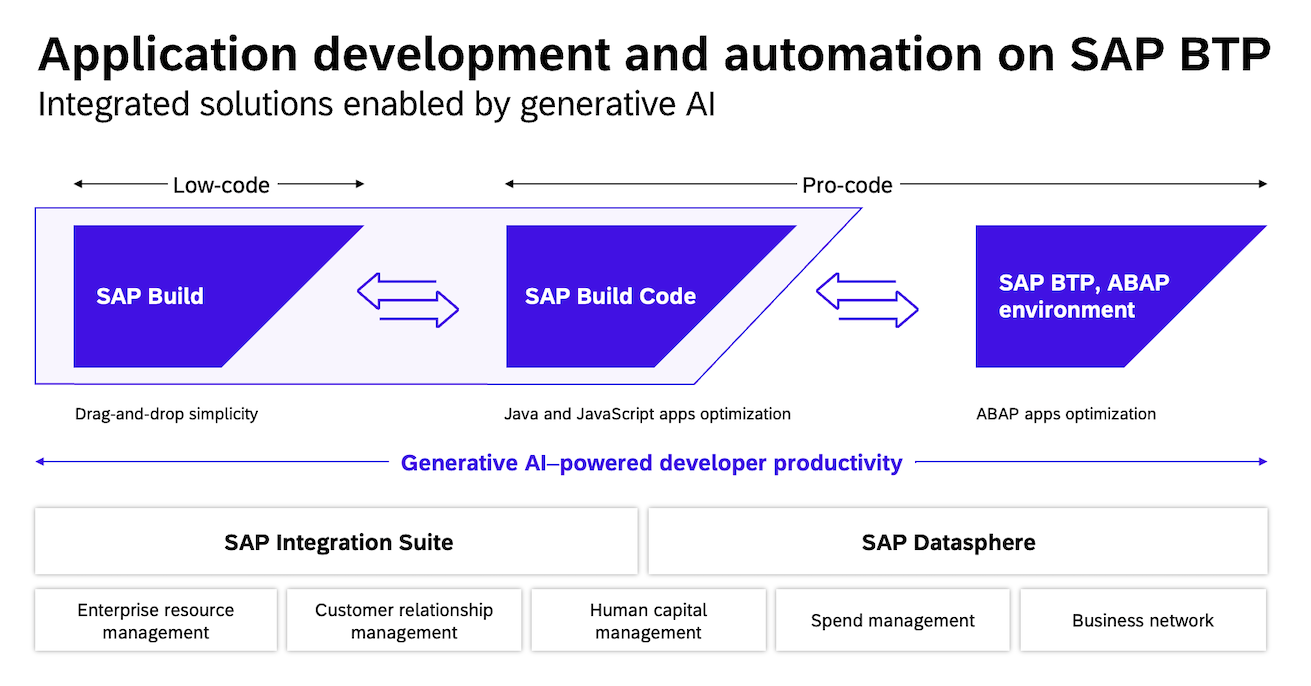 Application development and automation on SAP BTP
Integrated solutions enabled by generative AI
Low-code
Pro-code
SAP Build
SAP Build Code
SAP BTP, ABAP
environment
Drag-and-drop simplicity
Java and JavaScript apps optimization
ABAP apps optimization
Generative AI–powered developer productivity
SAP Integration Suite
SAP Datasphere
Enterprise resource
management
Customer relationship
management
Human capital
management
Spend management
Business network